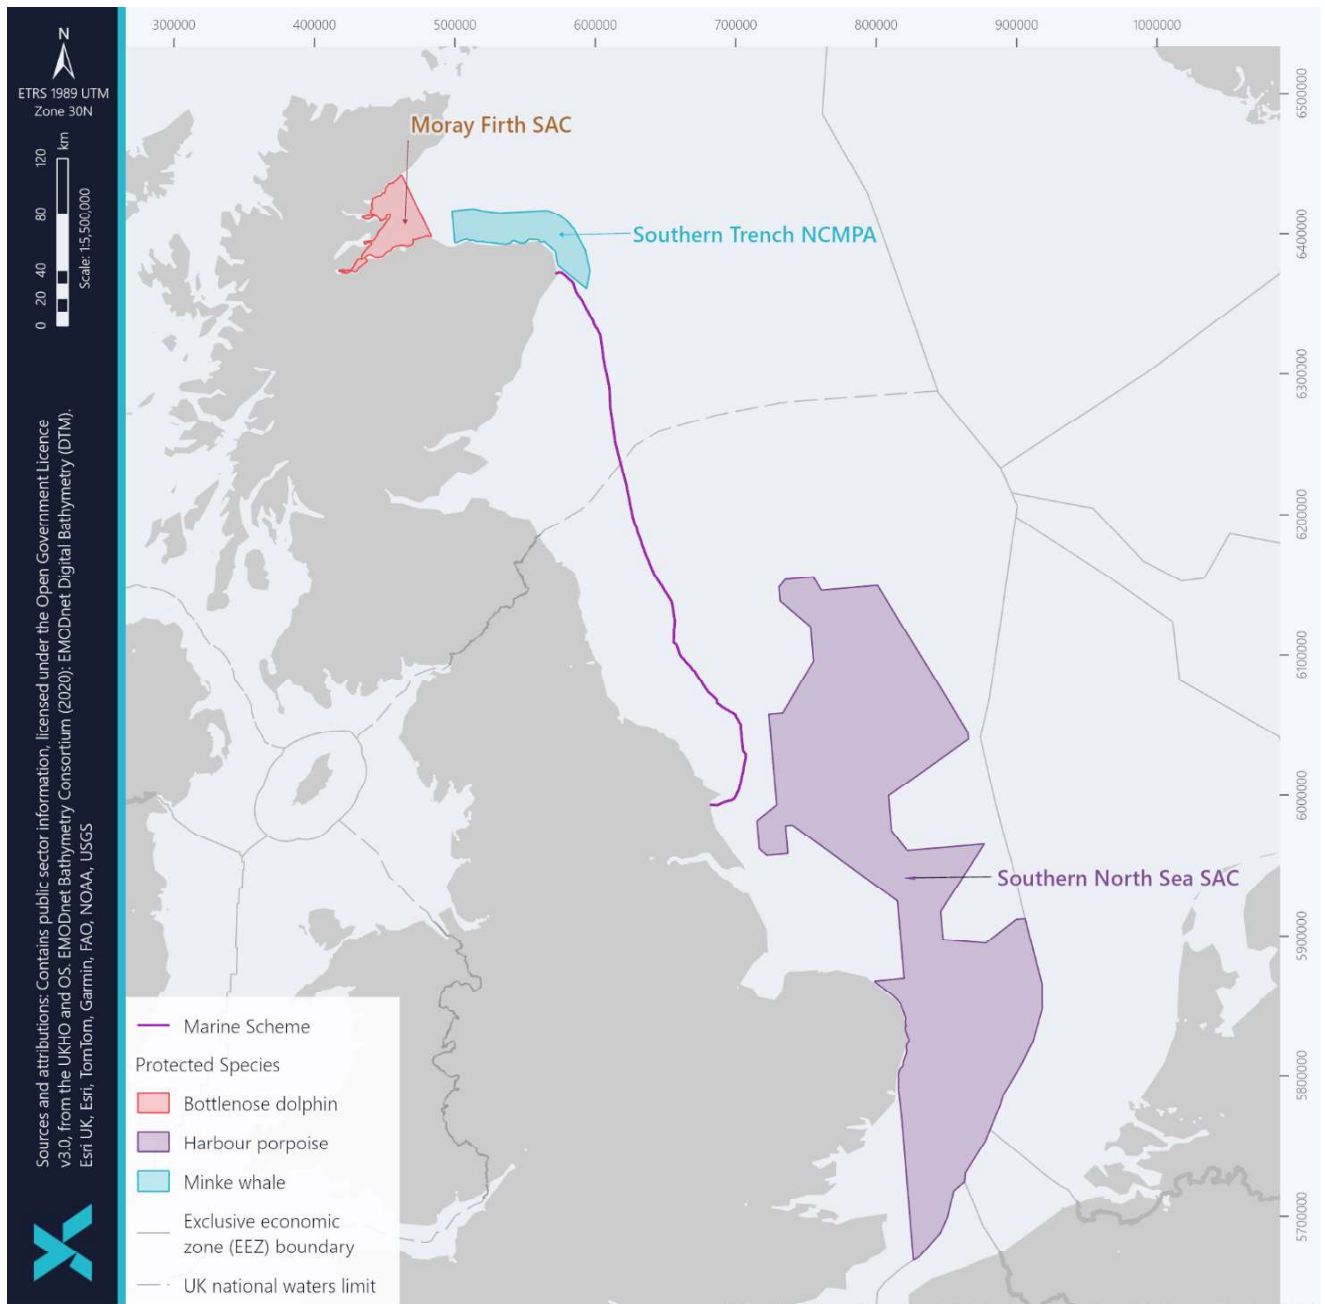 300000
400000
500000
600000
700000
800000
900000
1000000
N
ETRS 1989 UTM
Zone 30N
0 20 40 80 120
km
Scale: 1:5,500,000
Sources and attributions: Contains public sector information, licensed under the Open Government Licence
v3.0, from the UKHO and OS. EMODnet Bathymetry Consortium (2020): EMODnet Digital Bathymetry (DTM).
Esri UK, Esri, TomTom, Garmin, FAO, NOAA, USGS
Moray Firth SAC
Southern Trench NCMPA
Southern North Sea SAC
6500000
6400000
6300000
6200000
6100000
6000000
5900000
5800000
5700000
Marine Scheme
Protected Species
Bottlenose dolphin
Harbour porpoise
Minke whale
Exclusive economic
zone (EEZ) boundary
UK national waters limit